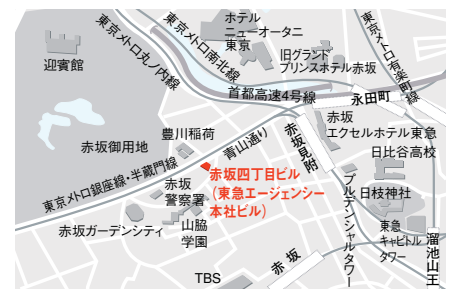 ホテル
ニューオータニ
東京
迎賓館
東京メトロ丸ノ内線
東京メトロ南北線
旧グランド
プリンスホテル赤坂
東京メトロ有楽町線
首都高速4号線
永田町
赤坂御用地
豊川稲荷
青山通り
赤坂見附
赤坂
エクセルホテル東急
日比谷高校
東京メトロ銀座線・半蔵門線
赤坂四丁目ビル
(東急エージェンシー
本社ビル)
赤坂
警察署
プルデンシャルタワー
日枝神社
赤坂ガーデンシティ
山脇
学園
東急
キャピトル
タワー
溜池山王
赤坂
TBS